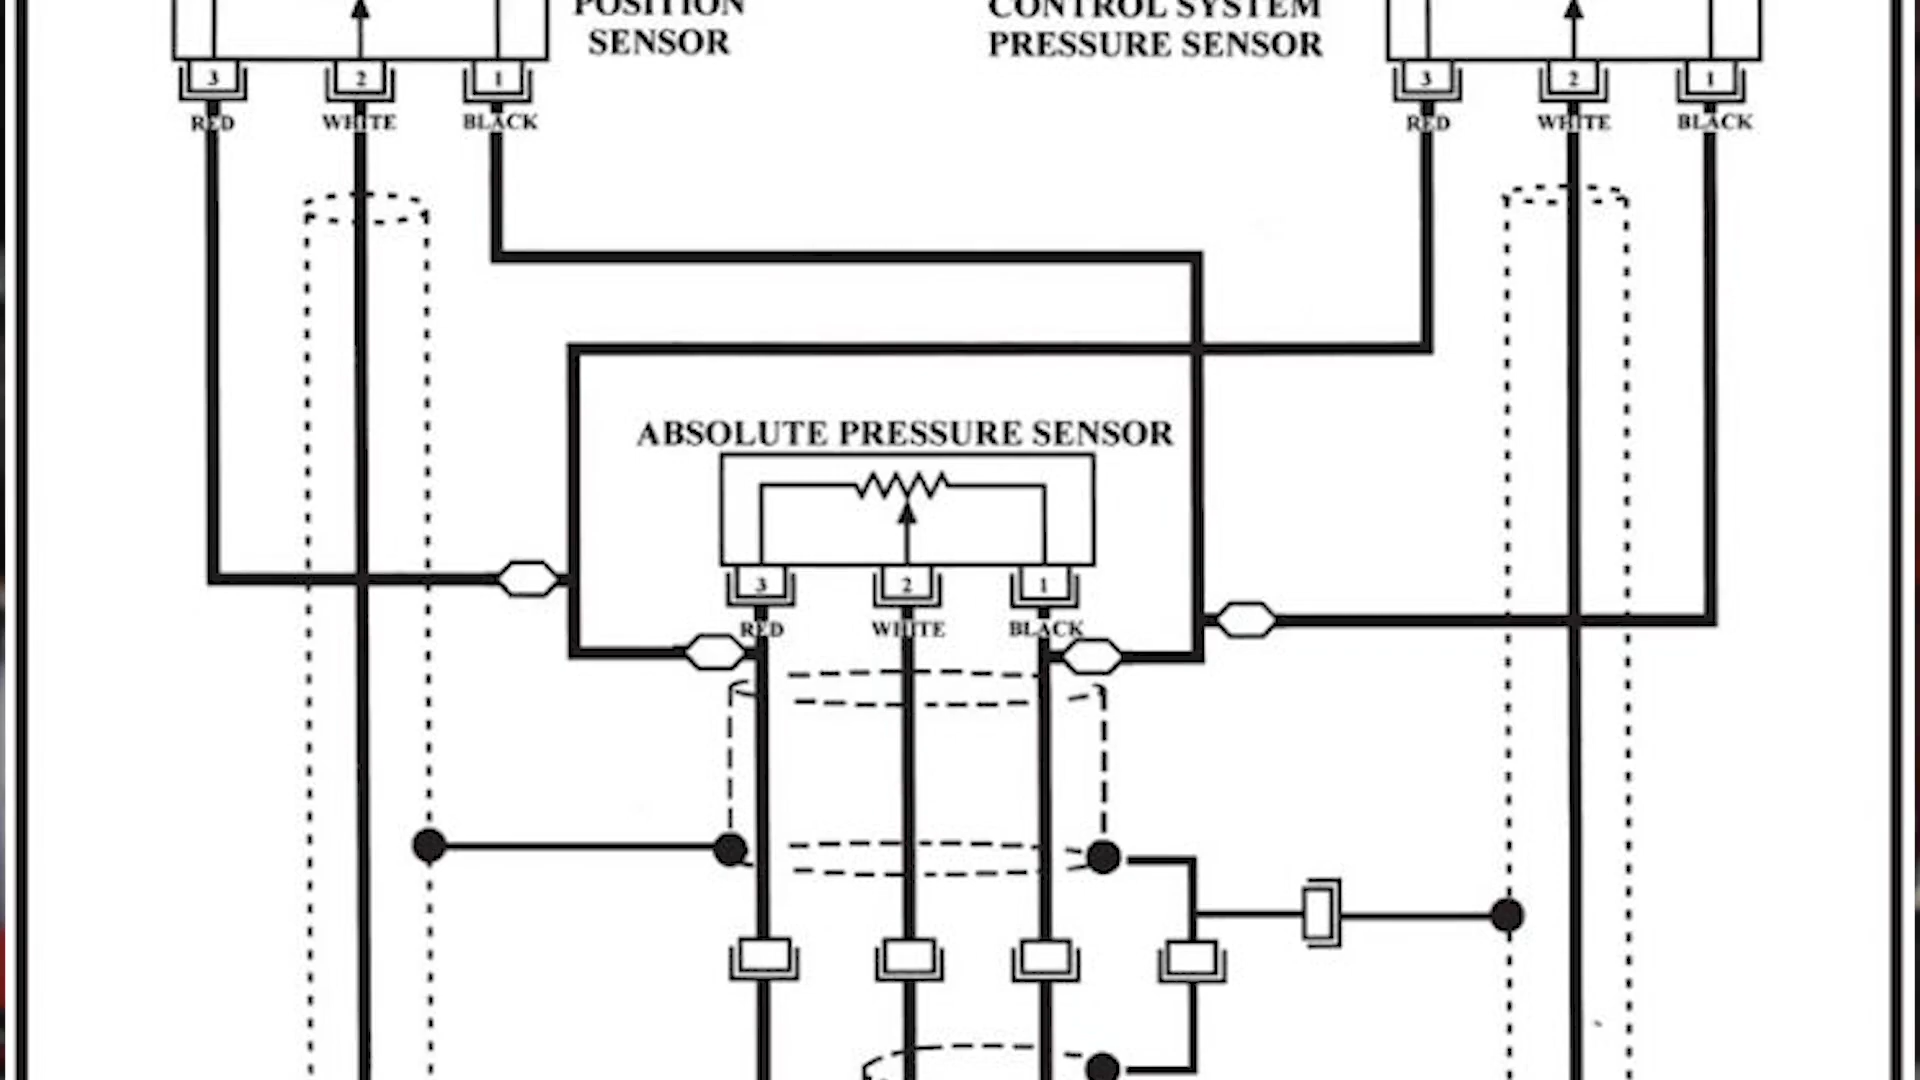 POSITION
SENSOR
CONTROL SYSTEM
PRESSURE SENSOR
3
2
1
RED
WHITE
BLACK
3
2
1
RED
WHITE
BLACK
ABSOLUTE PRESSURE SENSOR
3
2
1
RED
WHITE
BLACK